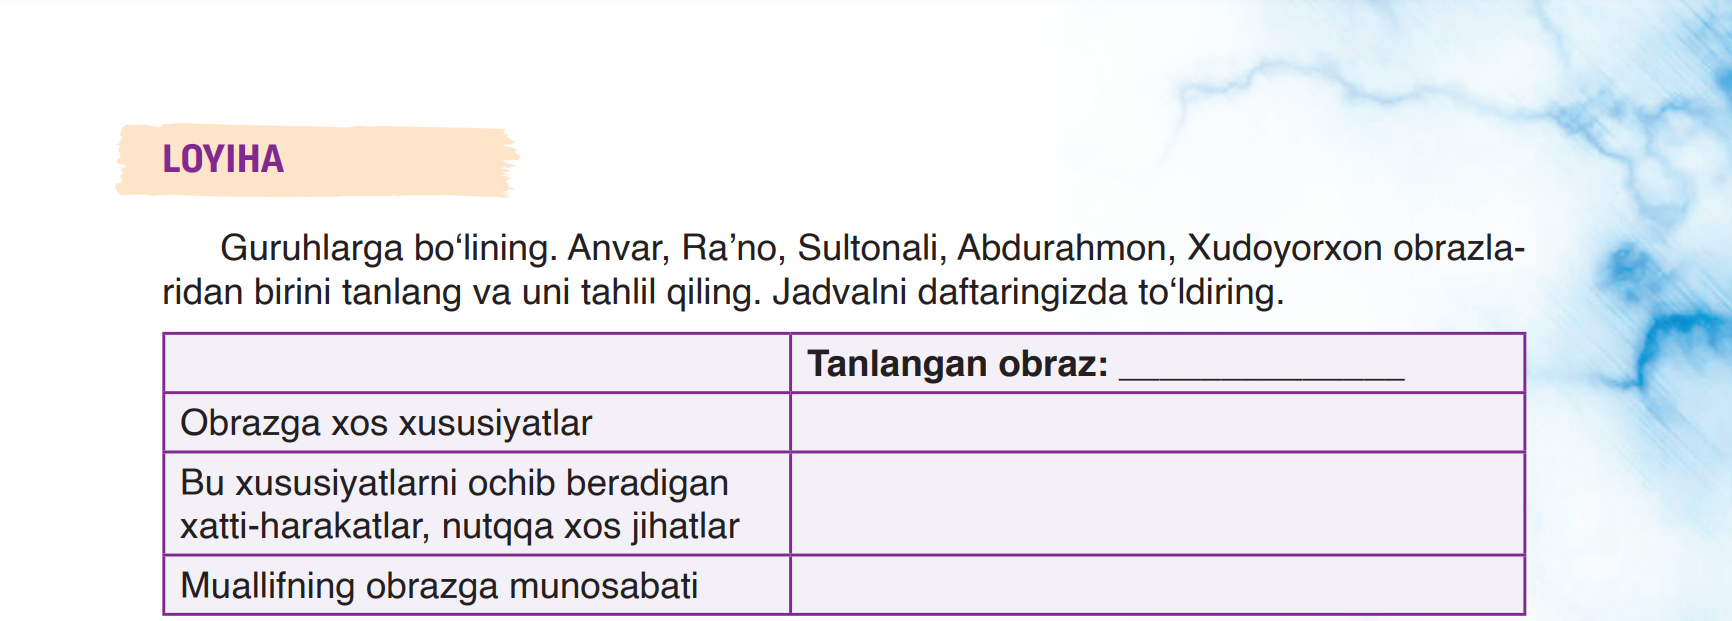 LOYIHA
Guruhlarga bo‘lining. Anvar, Ra’no, Sultonali, Abdurahmon, Xudoyorxon obrazla-
ridan birini tanlang va uni tahlil qiling. Jadvalni daftaringizda to‘ldiring.
Tanlangan obraz: ______________
Obrazga xos xususiyatlar
Bu xususiyatlarni ochib beradigan
xatti-harakatlar, nutqqa xos jihatlar
Muallifning obrazga munosabati